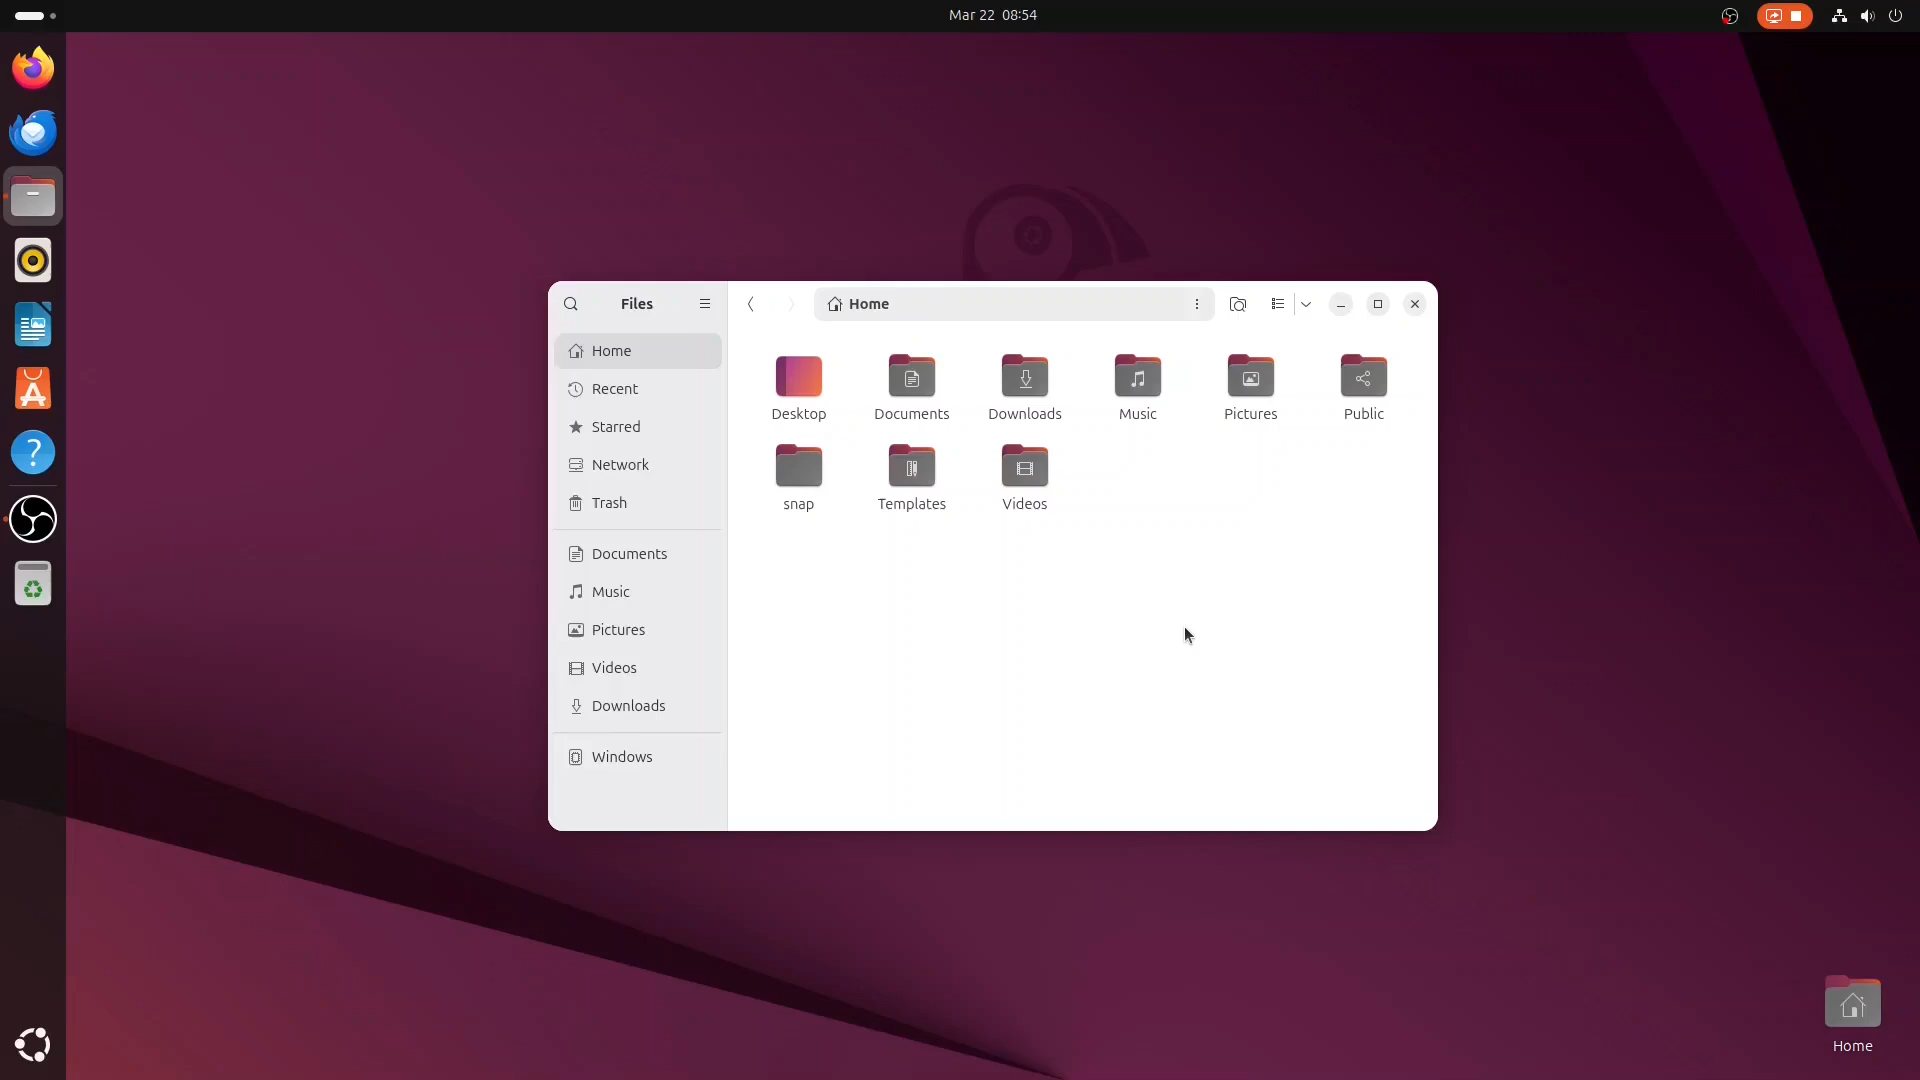 Mar 22 08:54
Files
Home
Home
Recent
Starred
Network
Trash
Documents
Music
Pictures
Videos
Downloads
Windows
Desktop
Documents
Downloads
Music
Pictures
Public
snap
Templates
Videos
Home